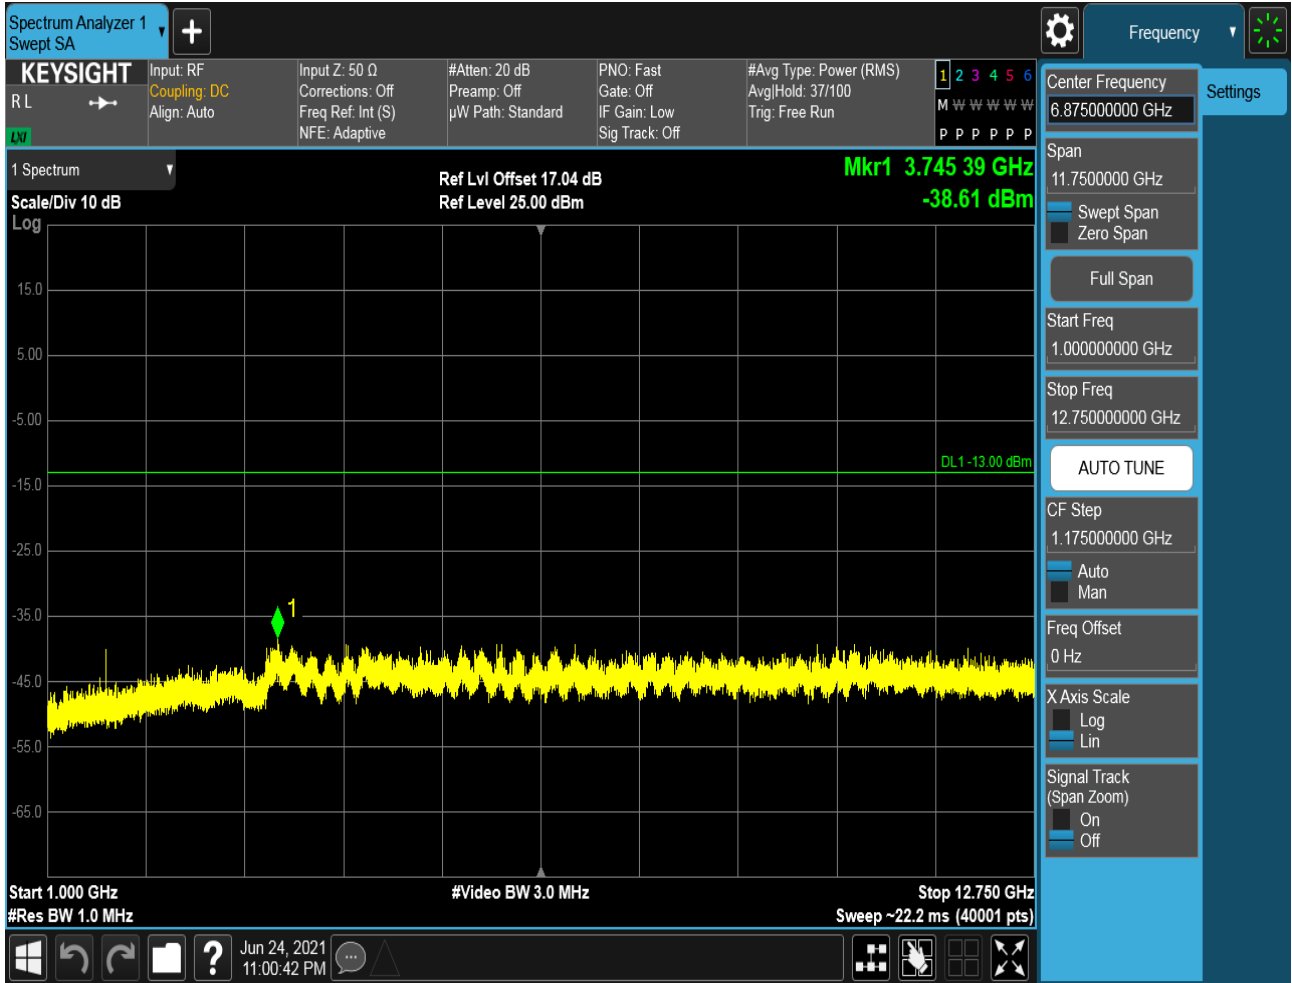 Spectrum Analyzer 1
Swept SA
Frequency
KEYSIGHT
R L
LXI
Input: RF
Coupling: DC
Align: Auto
Input Z: 50 Ω
Corrections: Off
Freq Ref: Int (S)
NFE: Adaptive
#Atten: 20 dB
Preamp: Off
µW Path: Standard
PNO: Fast
Gate: Off
IF Gain: Low
Sig Track: Off
#Avg Type: Power (RMS)
Avg|Hold: 37/100
Trig: Free Run
1 2 3 4 5 6
M W W W W W
P P P P P P
1 Spectrum
Scale/Div 10 dB
Log
Ref Lvl Offset 17.04 dB
Ref Level 25.00 dBm
Mkr1 3.745 39 GHz
-38.61 dBm
15.0
5.00
-5.00
DL1 -13.00 dBm
-15.0
-25.0
-35.0
1
-45.0
-55.0
-65.0
Start 1.000 GHz
#Res BW 1.0 MHz
#Video BW 3.0 MHz
Stop 12.750 GHz
Sweep ~22.2 ms (40001 pts)
Jun 24, 2021
11:00:42 PM
?
Center Frequency
6.875000000 GHz
Settings
Span
11.7500000 GHz
Swept Span
Zero Span
Full Span
Start Freq
1.000000000 GHz
Stop Freq
12.750000000 GHz
AUTO TUNE
CF Step
1.175000000 GHz
Auto
Man
Freq Offset
0 Hz
X Axis Scale
Log
Lin
Signal Track
(Span Zoom)
On
Off